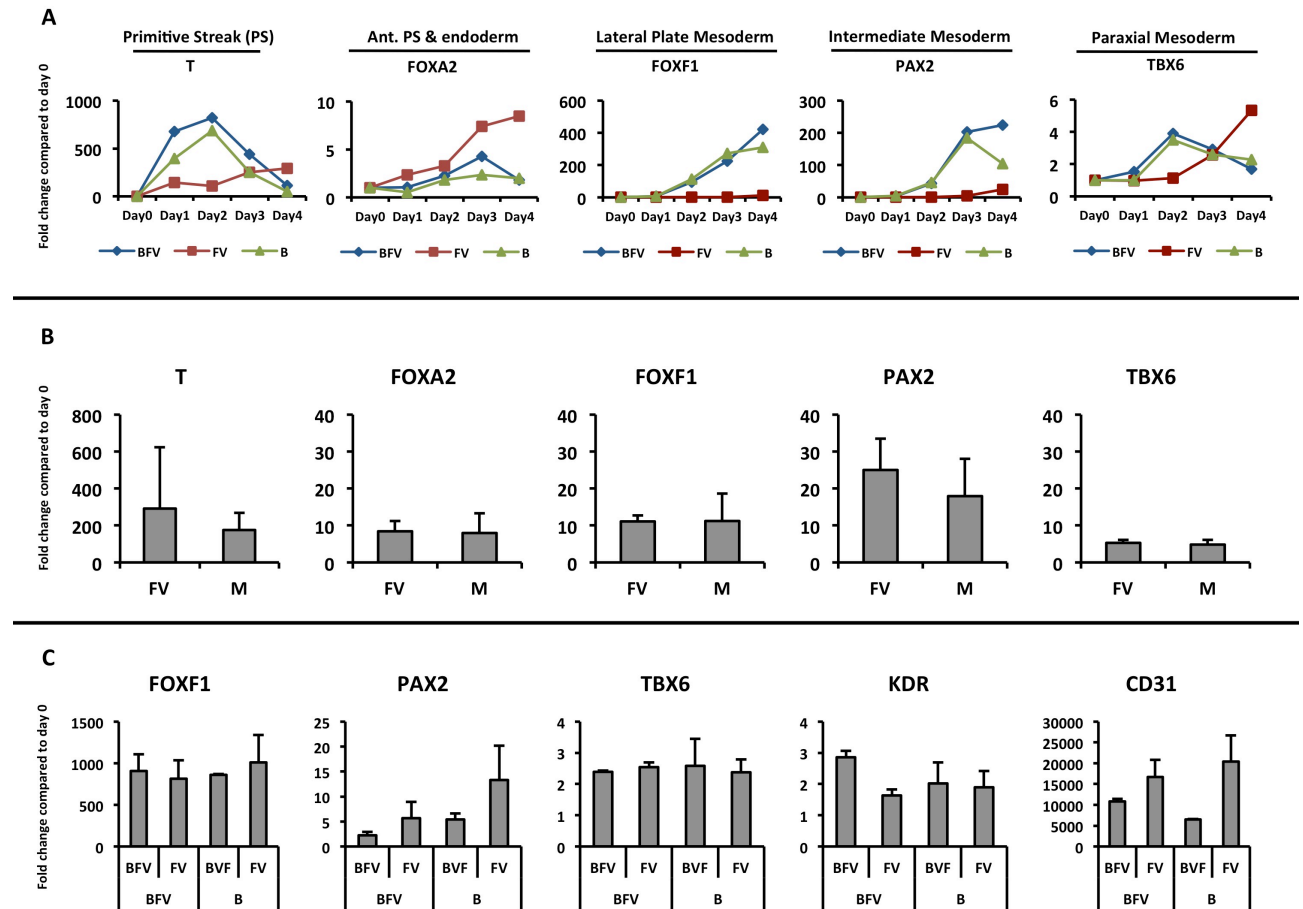 A
Primitive Streak (PS)
Ant. PS & endoderm
Lateral Plate Mesoderm
Intermediate Mesoderm
Paraxial Mesoderm
T
FOXA2
FOXF1
PAX2
TBX6
Fold change compared to day 0
1000
500
0
Day0 Day1 Day2 Day3 Day4
BFV FV B
10
5
0
Day0 Day1 Day2 Day3 Day4
BFV FV B
600
400
200
0
Day0 Day1 Day2 Day3 Day4
BFV FV B
300
200
100
0
Day0 Day1 Day2 Day3 Day4
BFV FV B
6
4
2
0
Day0 Day1 Day2 Day3 Day4
BFV FV B
B
T
FOXA2
FOXF1
PAX2
TBX6
Fold change compared to day 0
800
600
400
200
0
FV M
40
30
20
10
0
FV M
40
30
20
10
0
FV M
40
30
20
10
0
FV M
40
30
20
10
0
FV M
C
FOXF1
PAX2
TBX6
KDR
CD31
Fold change compared to day 0
1500
1000
500
0
BFV FV BVF FV
BFV B
25
20
15
10
5
0
BFV FV BVF FV
BFV B
4
3
2
1
0
BFV FV BVF FV
BFV B
4
3
2
1
0
BFV FV BVF FV
BFV B
30000
25000
20000
15000
10000
5000
0
BFV FV BVF FV
BFV B